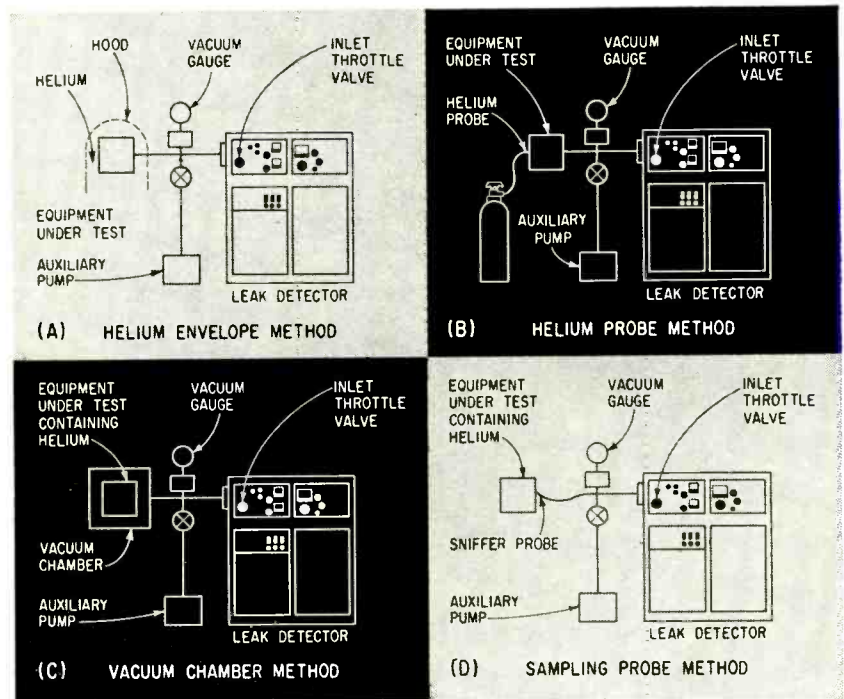 HOOD
HELIUM
VACUUM
GAUGE
INLET
THROTTLE
VALVE
EQUIPMENT
UNDER TEST
AUXILIARY
PUMP
LEAK DETECTOR
(A) HELIUM ENVELOPE METHOD
EQUIPMENT
UNDER TEST
VACUUM
GAUGE
INLET
THROTTLE
VALVE
HELIUM
PROBE
AUXILIARY
PUMP
LEAK DETECTOR
(B) HELIUM PROBE METHOD
EQUIPMENT
UNDER TEST
CONTAINING
HELIUM
VACUUM
GAUGE
INLET
THROTTLE
VALVE
VACUUM
CHAMBER
AUXILIARY
PUMP
LEAK DETECTOR
(C) VACUUM CHAMBER METHOD
EQUIPMENT
UNDER TEST
CONTAINING
HELIUM
VACUUM
GAUGE
INLET
THROTTLE
VALVE
SNIFFER PROBE
AUXILIARY
PUMP
LEAK DETECTOR
(D) SAMPLING PROBE METHOD